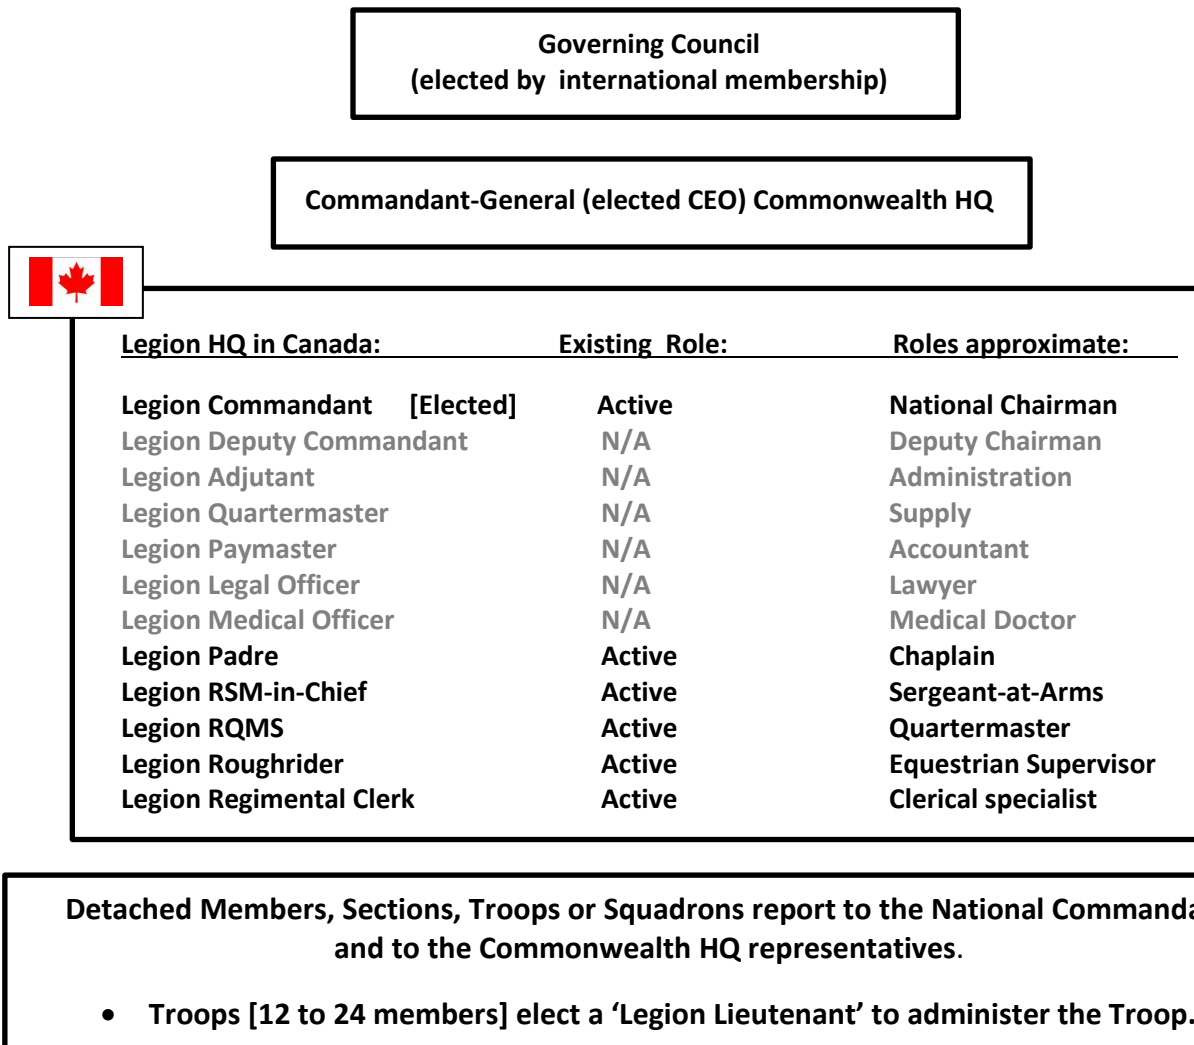 Governing Council
(elected by international membership)
Commandant-General (elected CEO) Commonwealth HQ
Legion HQ in Canada: Existing Role: Roles approximate:
Legion Commandant [Elected] Active National Chairman
Legion Deputy Commandant N/A Deputy Chairman
Legion Adjutant N/A Administration
Legion Quartermaster N/A Supply
Legion Paymaster N/A Accountant
Legion Legal Officer N/A Lawyer
Legion Medical Officer N/A Medical Doctor
Legion Padre Active Chaplain
Legion RSM-in-Chief Active Sergeant-at-Arms
Legion RQMS Active Quartermaster
Legion Roughrider Active Equestrian Supervisor
Legion Regimental Clerk Active Clerical specialist
Detached Members, Sections, Troops or Squadrons report to the National
and to the Commonwealth HQ representatives.
• Troops [12 to 24 members] elect a ‘Legion Lieutenant’ to administer the Troop.